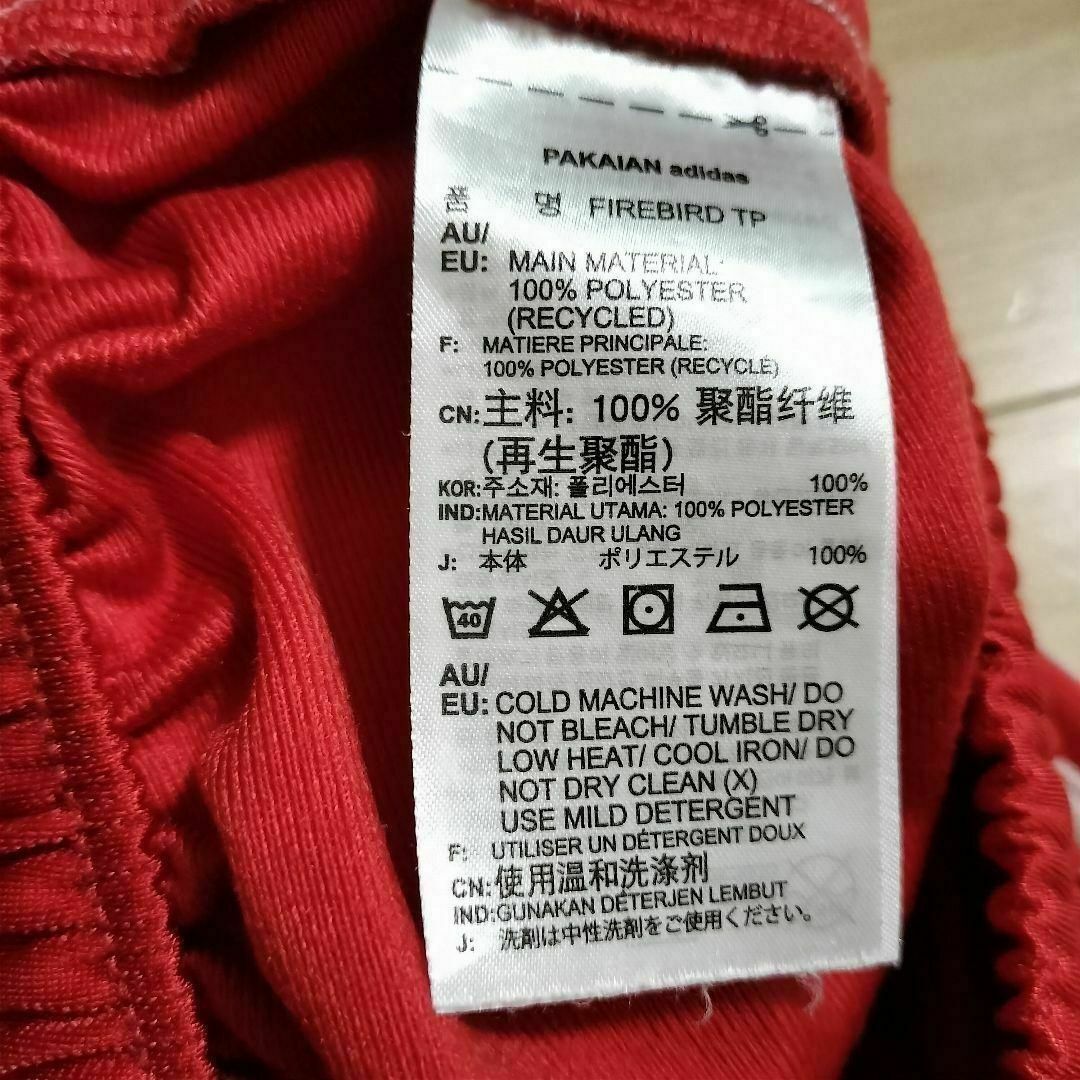 PAKAIAN adidas
품 명 FIREBIRD TP
AU/
EU: MAIN MATERIAL:
100% POLYESTER
(RECYCLED)
F: MATIERE PRINCIPALE:
100% POLYESTER (RECYCLÉ)
CN: 主料: 100% 聚酯纤维
(再生聚酯)
KOR: 주소재: 폴리에스터 100%
IND: MATERIAL UTAMA: 100% POLYESTER
HASIL DAUR ULANG
J: 本体 ポリエステル 100%
40
AU/
EU: COLD MACHINE WASH/ DO
NOT BLEACH/ TUMBLE DRY
LOW HEAT/ COOL IRON/ DO
NOT DRY CLEAN (X)
USE MILD DETERGENT
F: UTILISER UN DÉTERGENT DOUX
CN: 使用温和洗涤剂
IND: GUNAKAN DETERJEN LEMBUT
J: 洗剤は中性洗剤をご使用ください。